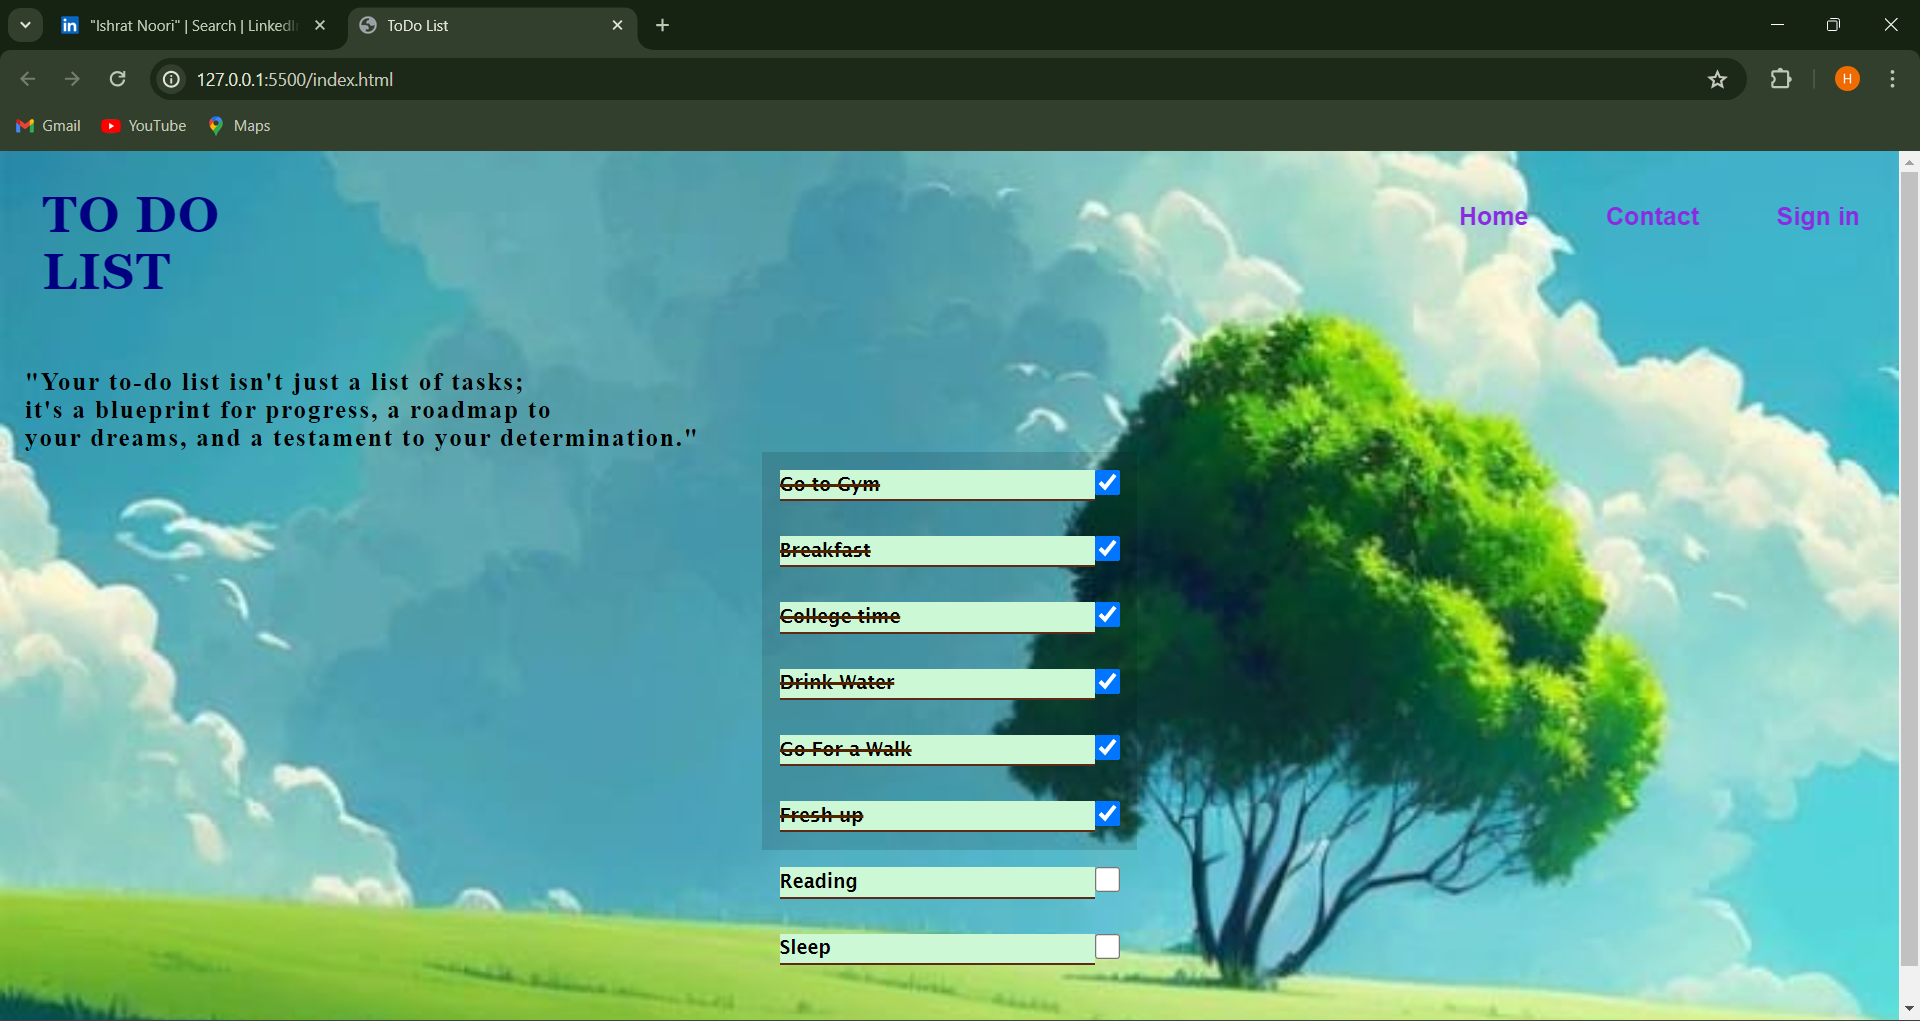 "Ishrat Noori" | Search | LinkedIn
ToDo List
127.0.0.1:5500/index.html
H
Gmail
YouTube
Maps
TO DO
LIST
Home
Contact
Sign in
"Your to-do list isn't just a list of tasks;
it's a blueprint for progress, a roadmap to
your dreams, and a testament to your determination."
Go to Gym
Breakfast
College time
Drink Water
Go For a Walk
Fresh up
Reading
Sleep